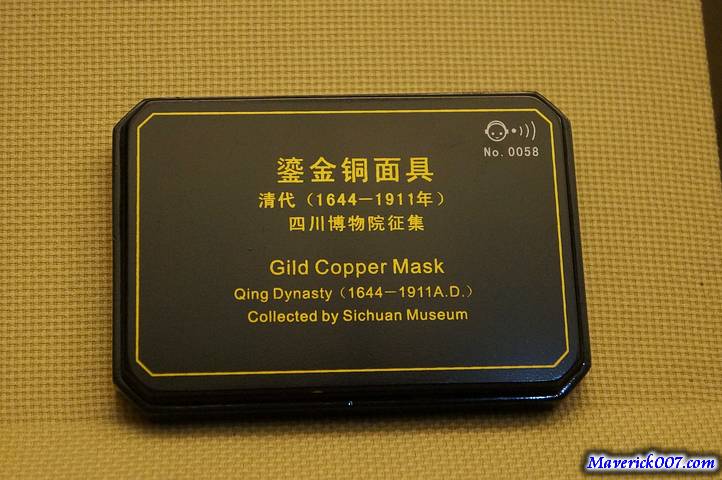 No. 0058
鎏金铜面具
清代（1644－1911年）
四川博物院征集
Gild Copper Mask
Qing Dynasty（1644－1911A.D.）
Collected by Sichuan Museum
Maverick007.com